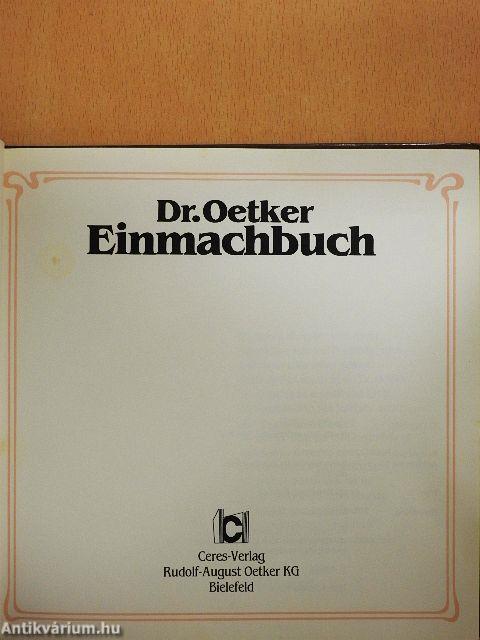 Dr. Oetker
Einmachbuch
C
Ceres-Verlag
Rudolf-August Oetker KG
Bielefeld
Antikvárium.hu